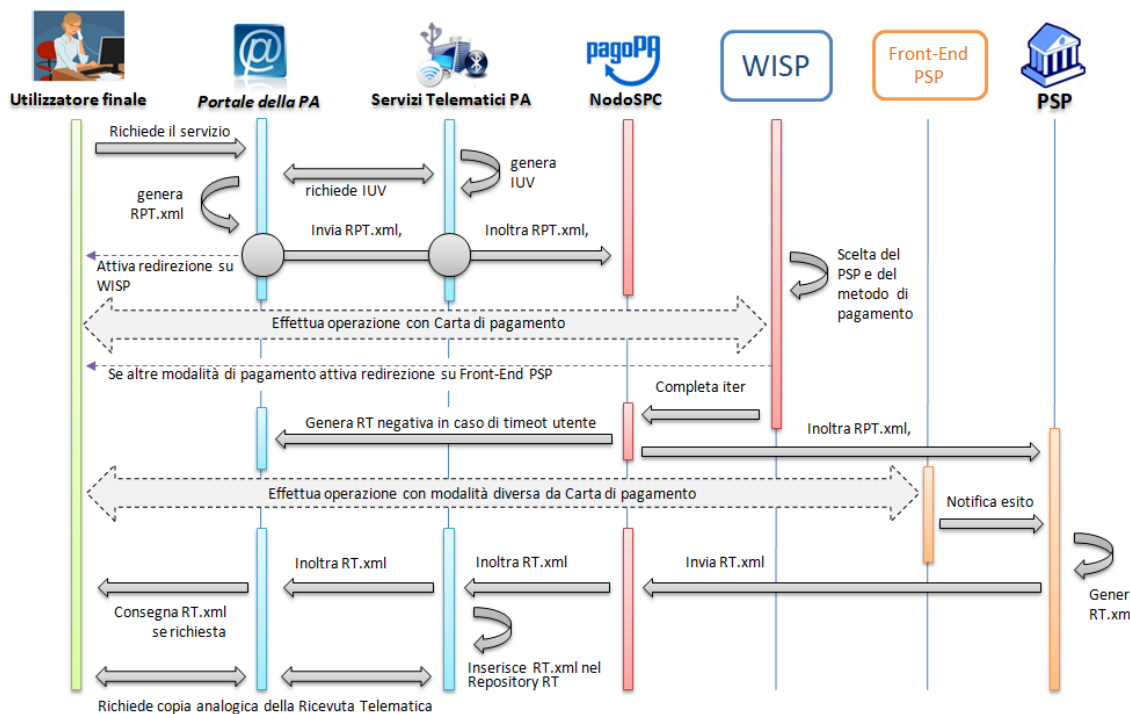 pagoPA
WISP
Front-End
PSP
Utilizzatore finale
Portale della PA
Servizi Telematici PA
NodoSPC
PSP
Richiede il servizio
genera
IUV
richiede IUV
genera
RPT.xml
Invia RPT.xml,
Inoltra RPT.xml,
Attiva redirezione su
WISP
Scelta del
PSP e del
metodo di
pagamento
Effettua operazione con Carta di pagamento
Se altre modalità di pagamento attiva redirezione su Front-End PSP
Completa iter
Genera RT negativa in caso di timeot utente
Inoltra RPT.xml,
Effettua operazione con modalità diversa da Carta di pagamento
Notifica esito
Inoltra RT.xml
Inoltra RT.xml
Invia RT.xml
Gener
RT.xm
Consegna RT.xml
se richiesta
Inserisce RT.xml nel
Repository RT
Richiede copia analogica della Ricevuta Telematica